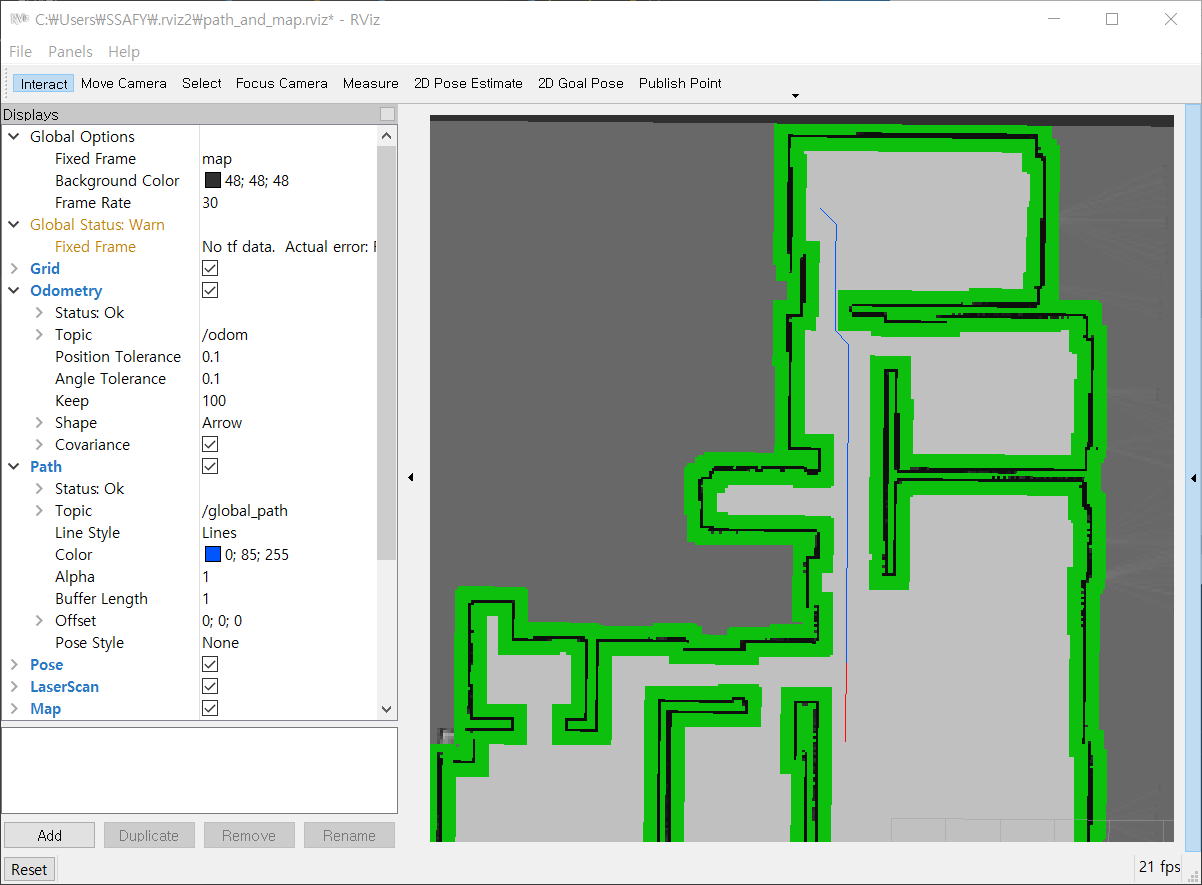 C:₩Users₩SSAFY₩.rviz2₩path_and_map.rviz* - RViz
File Panels Help
Interact Move Camera Select Focus Camera Measure 2D Pose Estimate 2D Goal Pose Publish Point
Displays
Global Options
Fixed Frame map
Background Color 48; 48; 48
Frame Rate 30
Global Status: Warn
Fixed Frame No tf data. Actual error:
Grid
Odometry
Status: Ok
Topic /odom
Position Tolerance 0.1
Angle Tolerance 0.1
Keep 100
Shape Arrow
Covariance
Path
Status: Ok
Topic /global_path
Line Style Lines
Color 0; 85; 255
Alpha 1
Buffer Length 1
Offset 0; 0; 0
Pose Style None
Pose
LaserScan
Map
Add Duplicate Remove Rename
Reset 21 fps